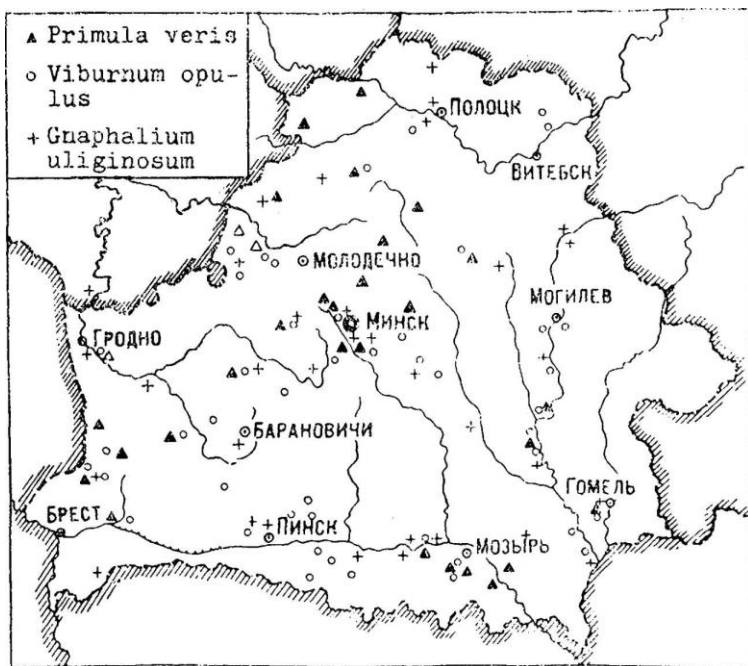 ▲ Primula veris
○ Viburnum opu-
lus
+ Gnaphalium
uliginosum
ПОЛОЦК
ВИТЕБСК
МОЛОДЕЧНО
МОГИЛЕВ
МИНСК
ГРОДНО
БАРАНОВИЧИ
ГОМЕЛЬ
БРЕСТ
ПИНСК
МОЗЫРЬ